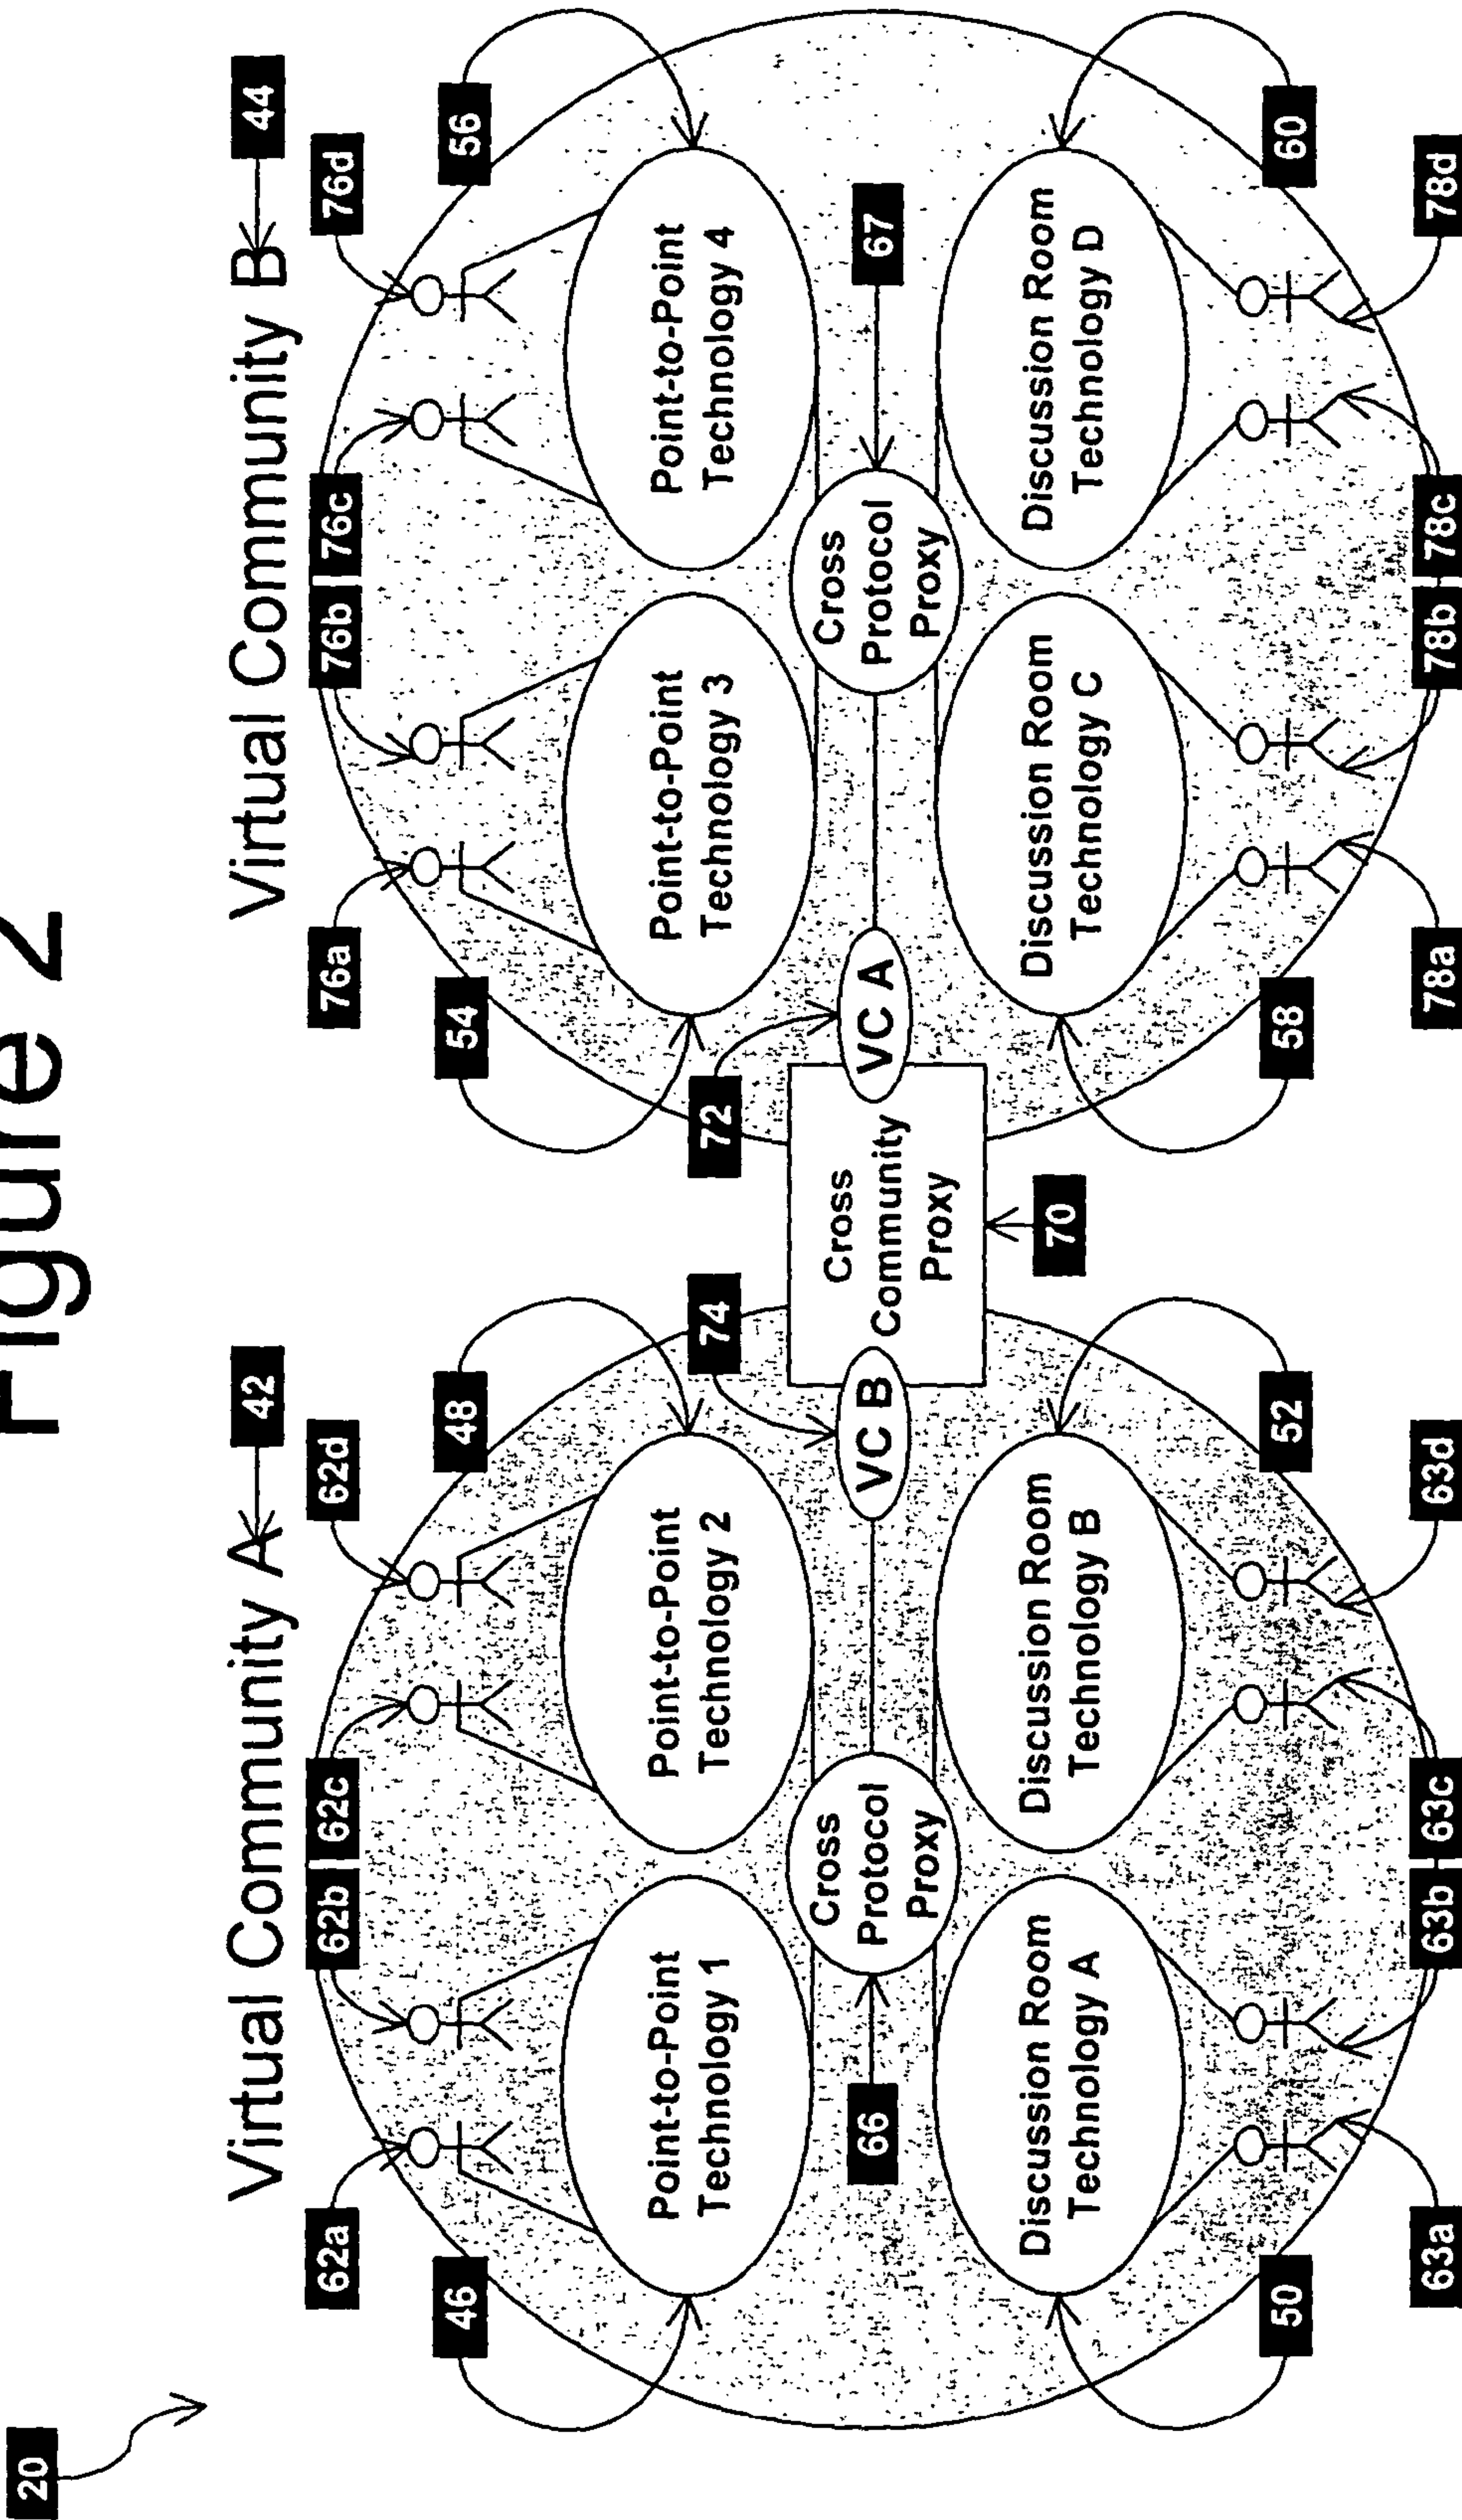 Figure 2
20
Virtual Community A
42
Virtual Community B
44
62a
62b
62c
62d
76a
76b
76c
76d
46
48
54
56
Point-to-Point
Technology 1
Point-to-Point
Technology 2
Point-to-Point
Technology 3
Point-to-Point
Technology 4
74
72
66
Cross
Protocol
Proxy
VC B
Cross
Community
Proxy
VC A
Cross
Protocol
Proxy
67
70
Discussion Room
Technology A
Discussion Room
Technology B
Discussion Room
Technology C
Discussion Room
Technology D
50
52
58
60
63a
63b
63c
63d
78a
78b
78c
78d